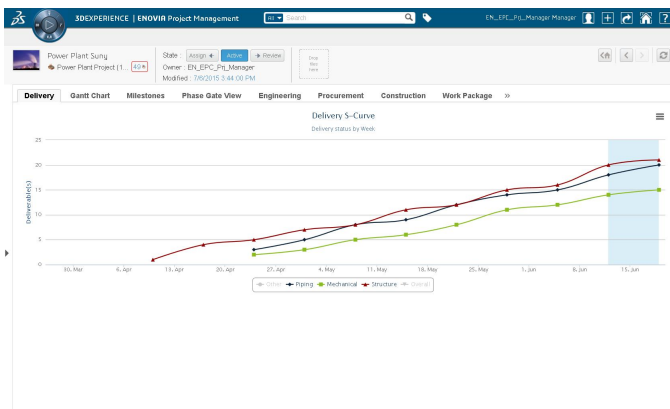 3DEXPERIENCE | ENOVIA Project Management
All Search
EN_EPC_Prj_Manager Manager
Power Plant Suny
Power Plant Project (1...
State : Assign Active Review
Owner : EN_EPC_Prj_Manager
Modified : 7/6/2015 3:44:00 PM
Drop
files
here
Delivery Gantt Chart Milestones Phase Gate View Engineering Procurement Construction Work Package »
Delivery S-Curve
Delivery status by Week
Deliverable(s)
25
20
15
10
5
0
30. Mar 6. Apr 13. Apr 20. Apr 27. Apr 4. May 11. May 18. May 25. May 1. Jun 8. Jun 15. Jun
Other Piping Mechanical Structure Overall